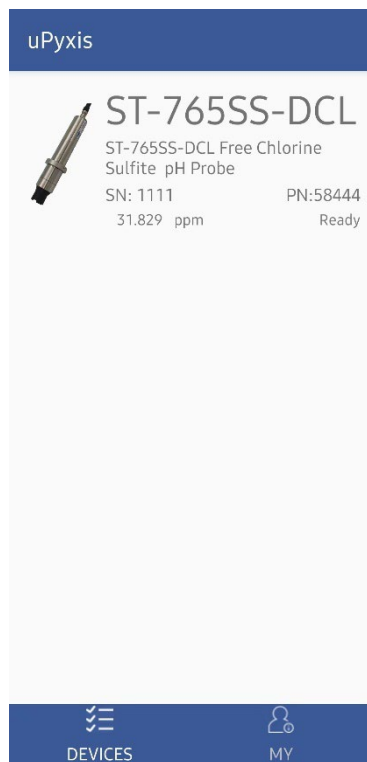 uPyxis
ST-765SS-DCL
ST-765SS-DCL Free Chlorine
Sulfite pH Probe
SN: 1111 PN:58444
31.829 ppm Ready
DEVICES MY